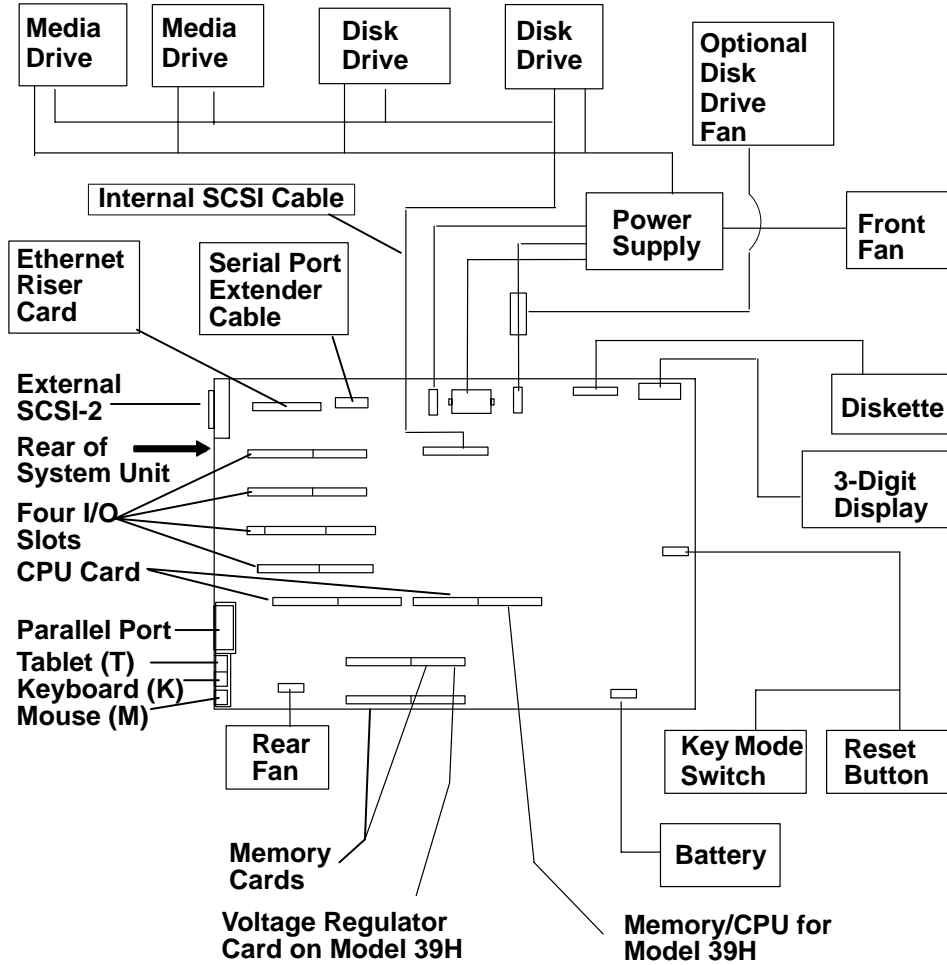 Media
Drive
Media
Drive
Disk
Drive
Disk
Drive
Optional
Disk
Drive
Fan
Internal SCSI Cable
Power
Supply
Front
Fan
Ethernet
Riser
Card
Serial Port
Extender
Cable
External
SCSI-2
Diskette
Rear of
System Unit
3-Digit
Display
Four I/O
Slots
CPU Card
Parallel Port
Tablet (T)
Keyboard (K)
Mouse (M)
Rear
Fan
Key Mode
Switch
Reset
Button
Memory
Cards
Battery
Voltage Regulator
Card on Model 39H
Memory/CPU for
Model 39H